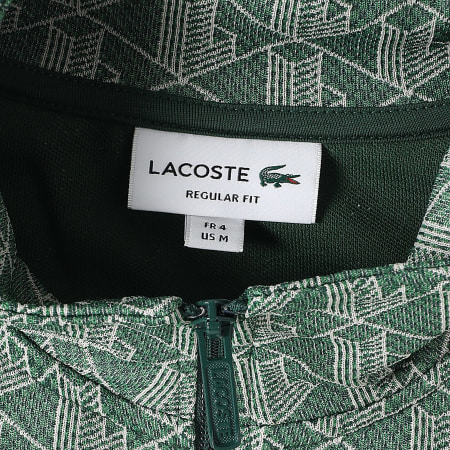 LACOSTE
REGULAR FIT
FR 4
US M